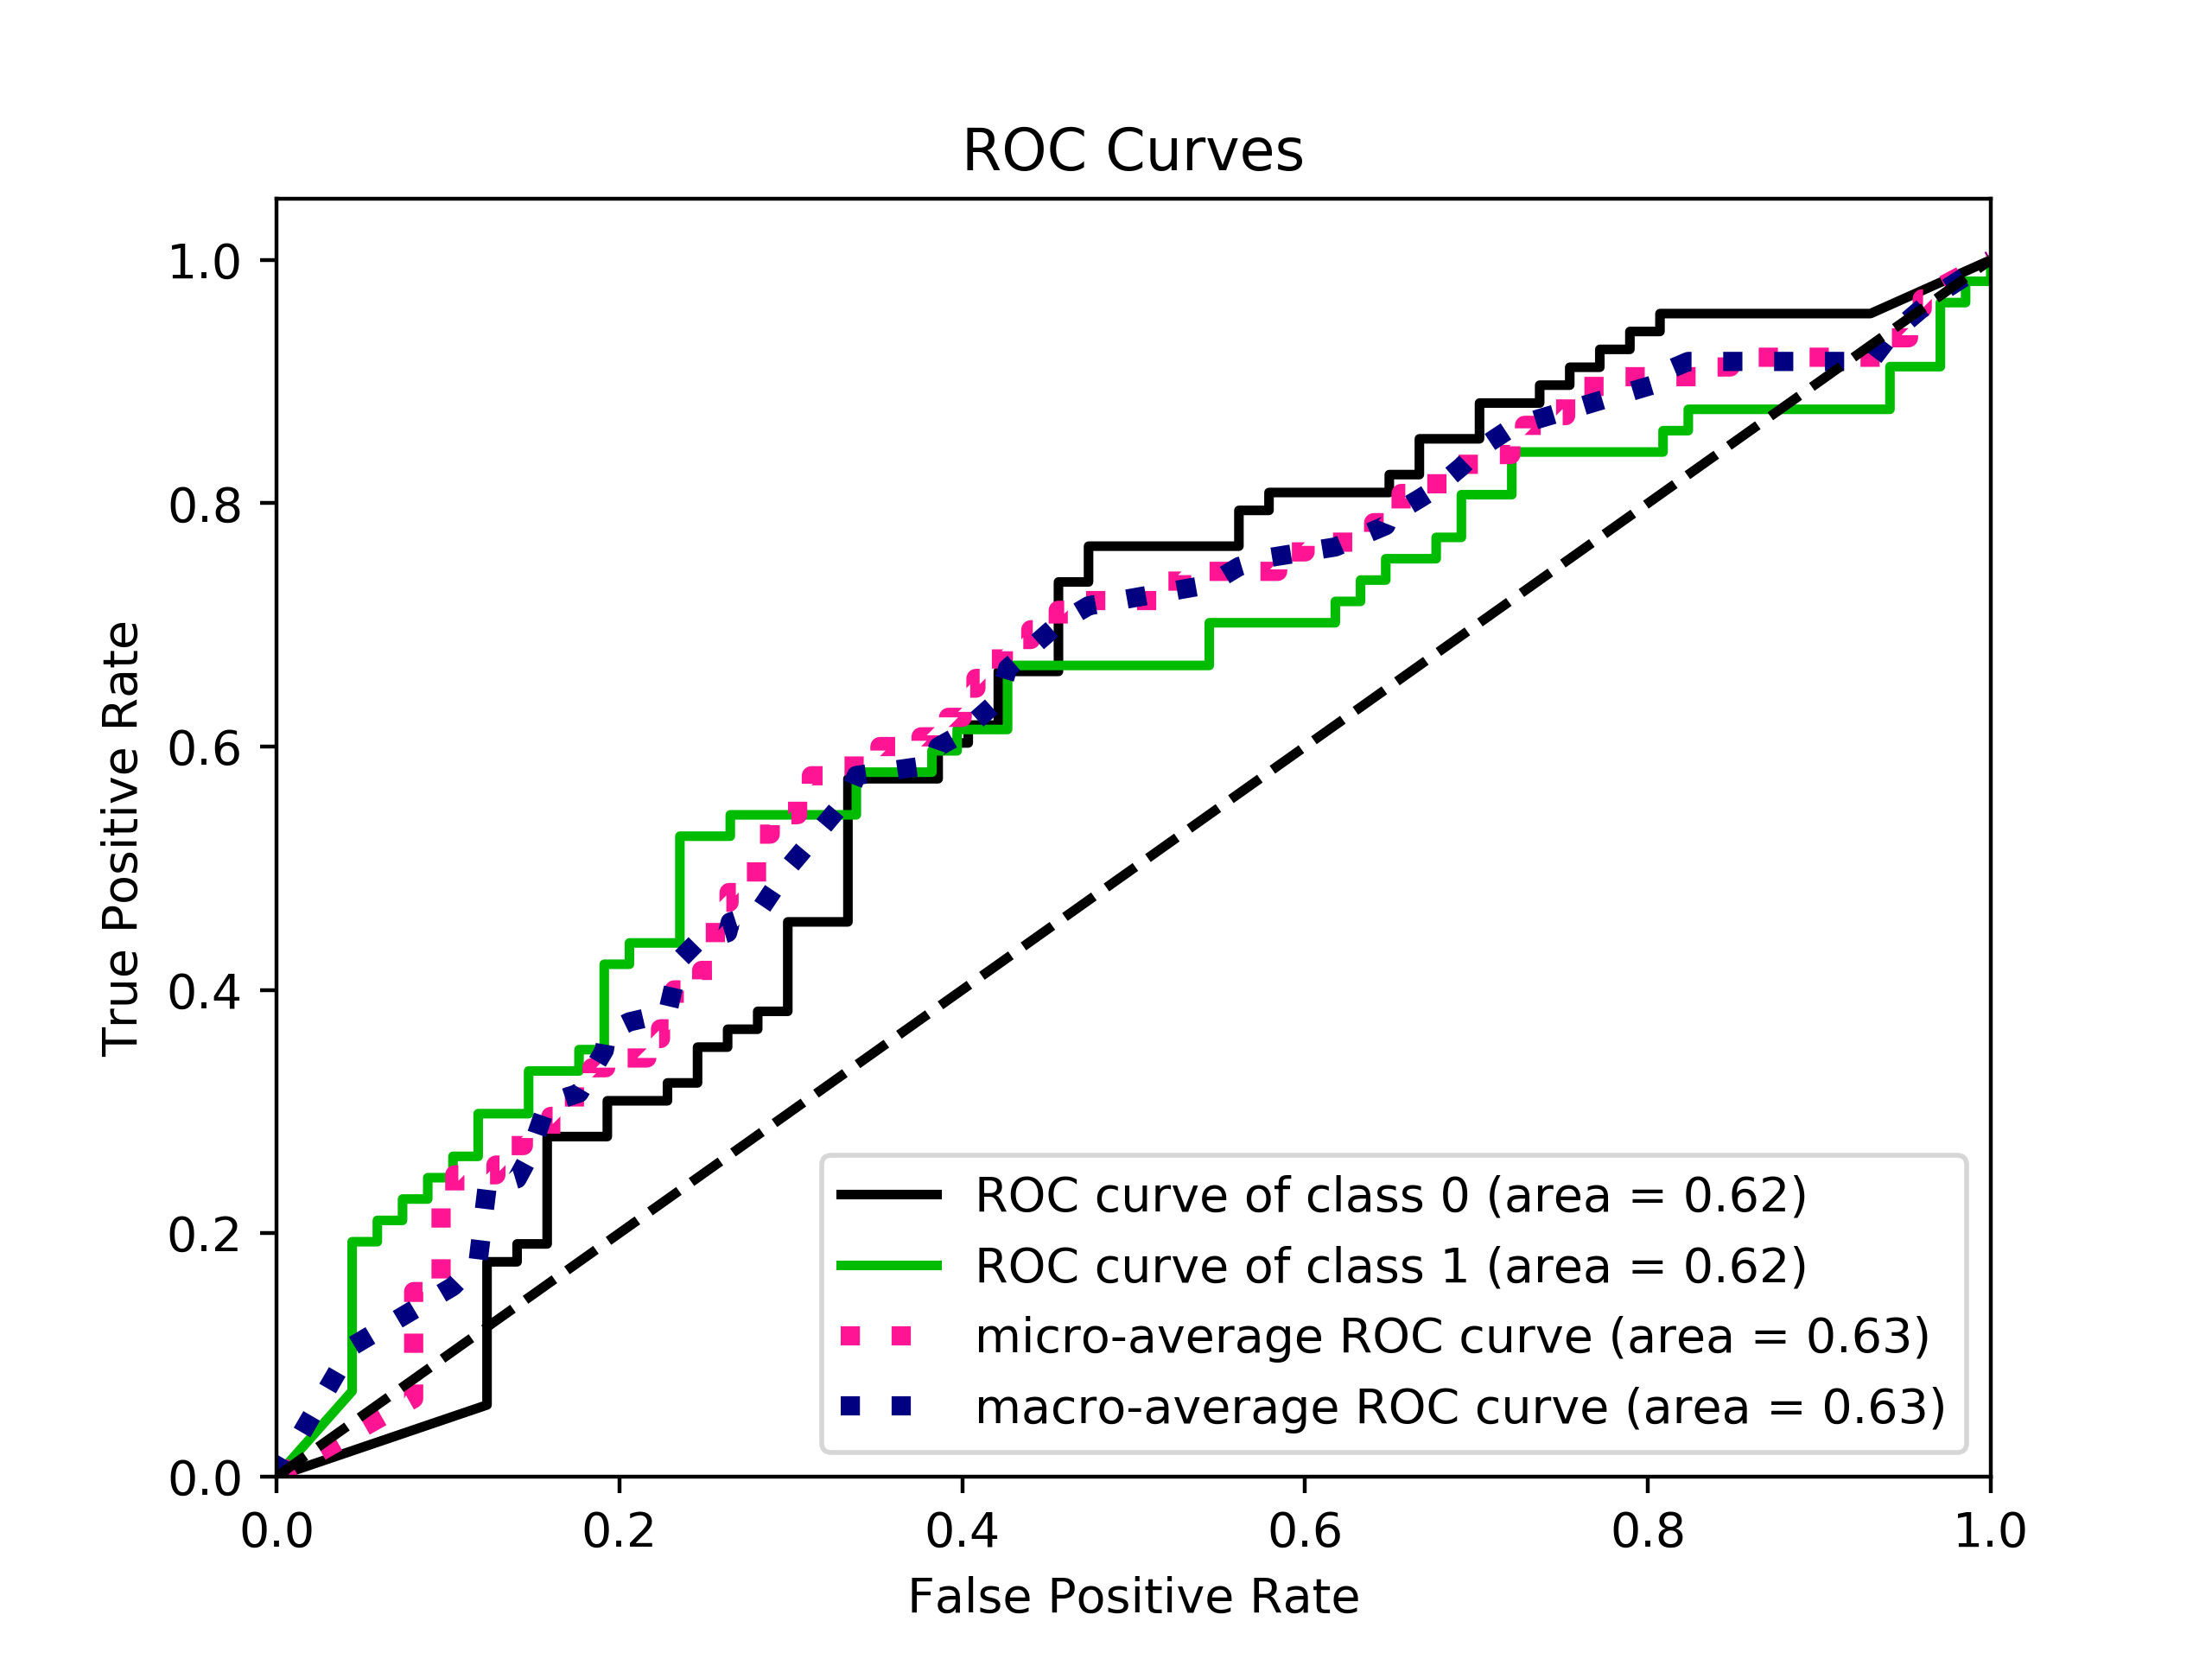 ROC Curves
True Positive Rate
1.0
0.8
0.6
0.4
0.2
0.0
ROC curve of class 0 (area = 0.62)
ROC curve of class 1 (area = 0.62)
micro-average ROC curve (area = 0.63)
macro-average ROC curve (area = 0.63)
0.0 0.2 0.4 0.6 0.8 1.0
False Positive Rate